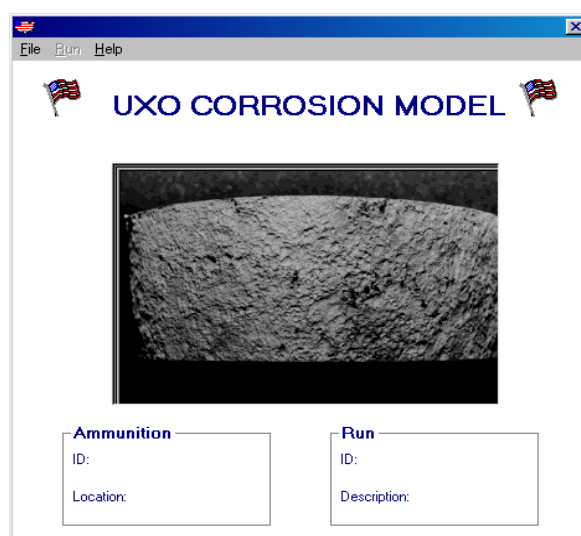 File Run Help
UXO CORROSION MODEL
Ammunition
ID:
Location:
Run
ID:
Description: